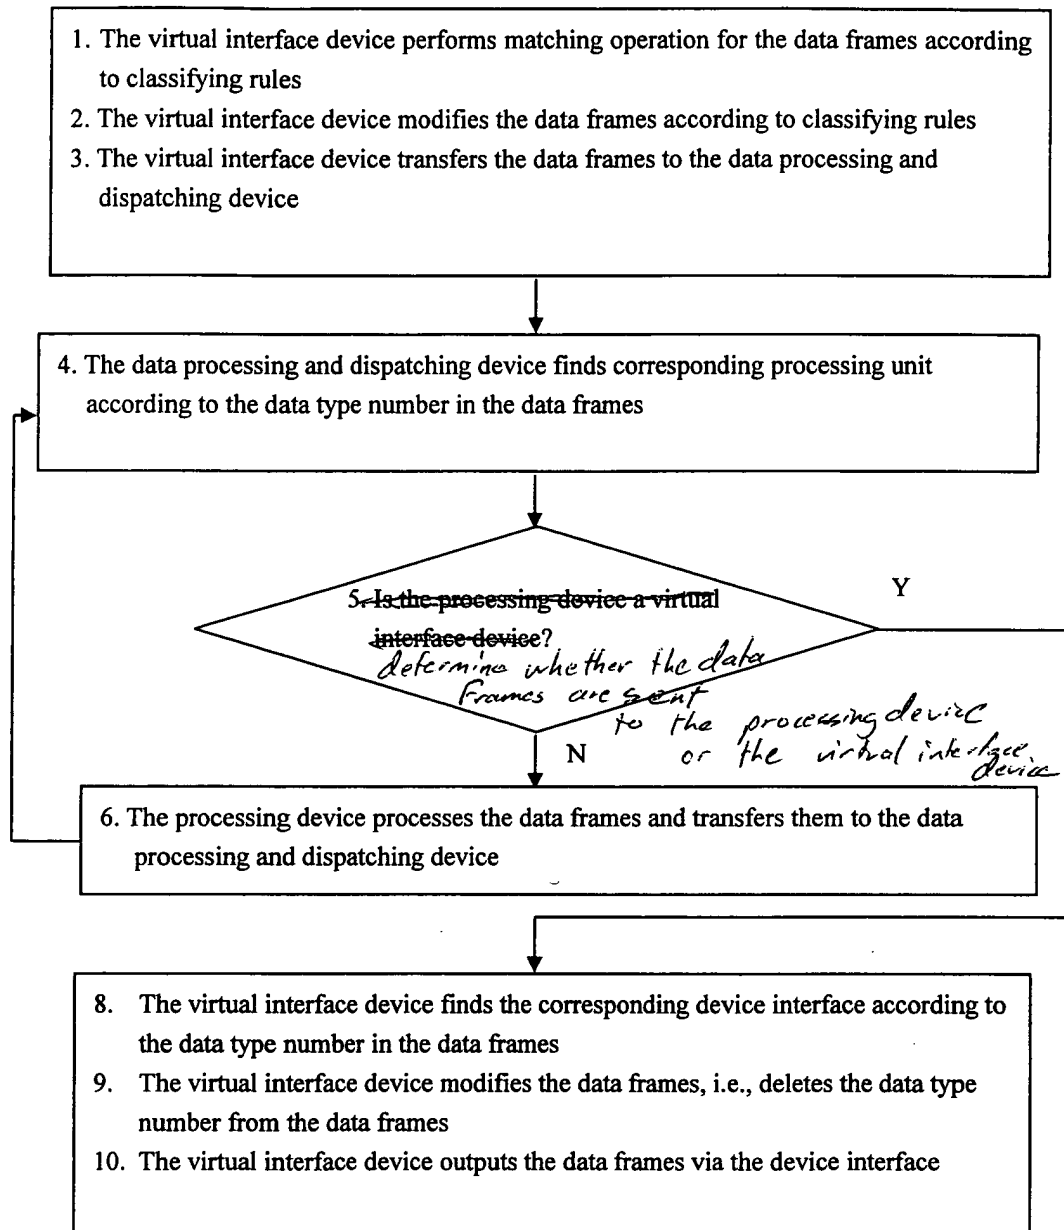 1. The virtual interface device performs matching operation for the data frames according
to classifying rules
2. The virtual interface device modifies the data frames according to classifying rules
3. The virtual interface device transfers the data frames to the data processing and
dispatching device
4. The data processing and dispatching device finds corresponding processing unit
according to the data type number in the data frames
5. Is the processing device a virtual
interface device?
determine whether the data
frames are sent
to the processing device
or the virtual interface
device
Y
N
6. The processing device processes the data frames and transfers them to the data
processing and dispatching device
8. The virtual interface device finds the corresponding device interface according to
the data type number in the data frames
9. The virtual interface device modifies the data frames, i.e., deletes the data type
number from the data frames
10. The virtual interface device outputs the data frames via the device interface